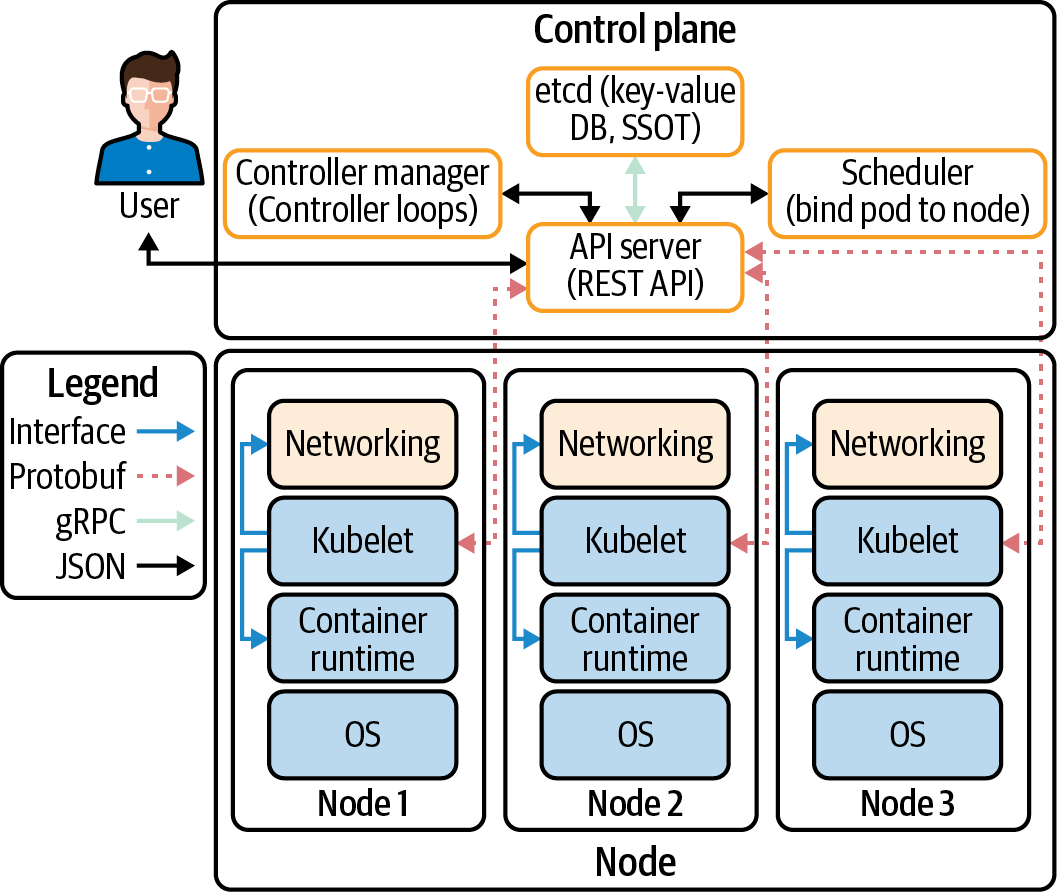 Control plane
etcd (key-value
DB, SSOT)
Controller manager
(Controller loops)
Scheduler
(bind pod to node)
User
API server
(REST API)
Legend
Interface
Protobuf
gRPC
JSON
Networking
Kubelet
Container
runtime
OS
Node 1
Networking
Kubelet
Container
runtime
OS
Node 2
Networking
Kubelet
Container
runtime
OS
Node 3
Node